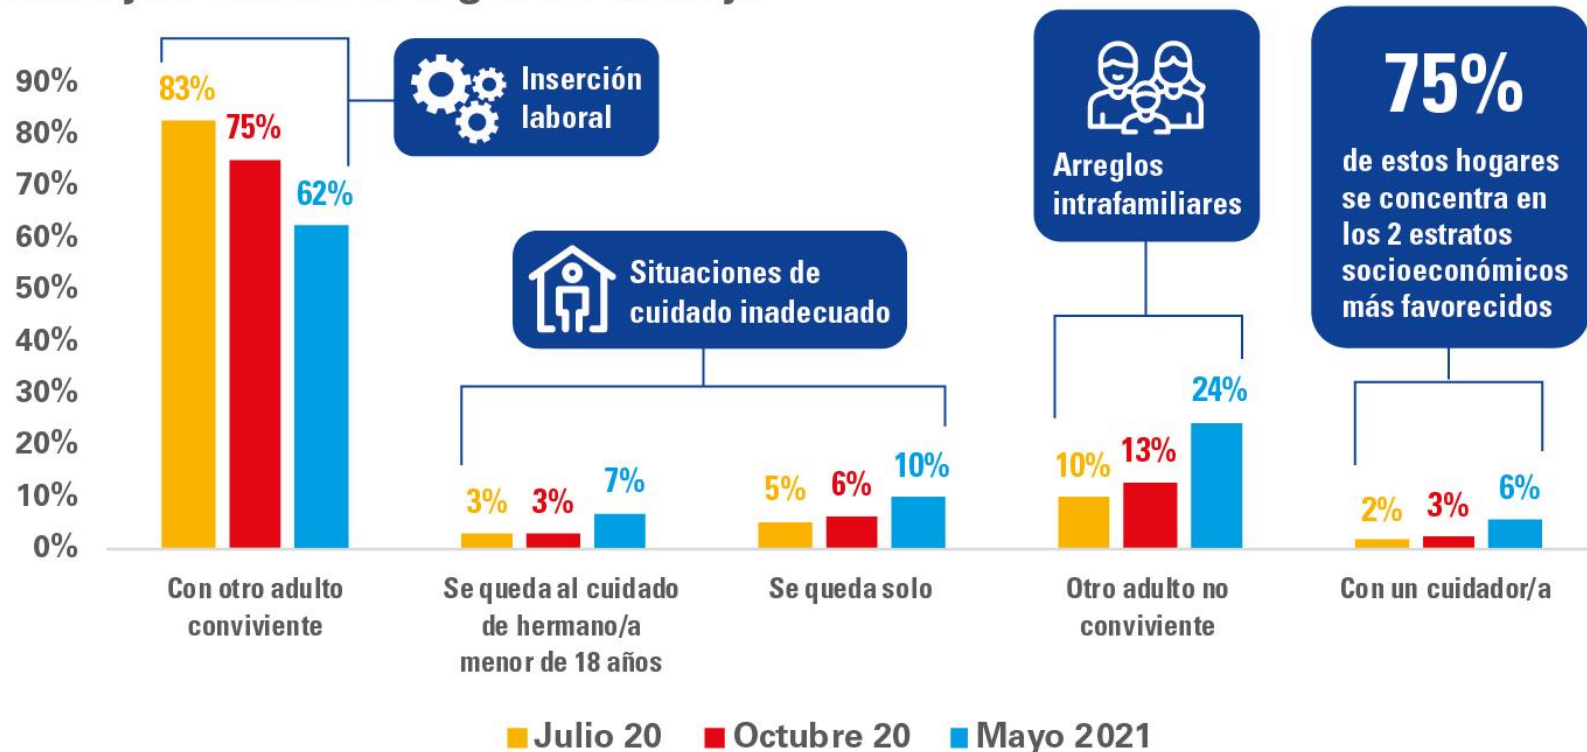 90%
80%
70%
60%
50%
40%
30%
20%
10%
0%
83%
75%
62%
Inserción
laboral
3%
3%
7%
5%
6%
10%
Situaciones de
cuidado inadecuado
10%
13%
24%
Arreglos
intrafamiliares
2%
3%
6%
75%
de estos hogares
se concentra en
los 2 estratos
socioeconómicos
más favorecidos
Con otro adulto
conviviente
Se queda al cuidado
de hermano/a
menor de 18 años
Se queda solo
Otro adulto no
conviviente
Con un cuidador/a
Julio 20
Octubre 20
Mayo 2021